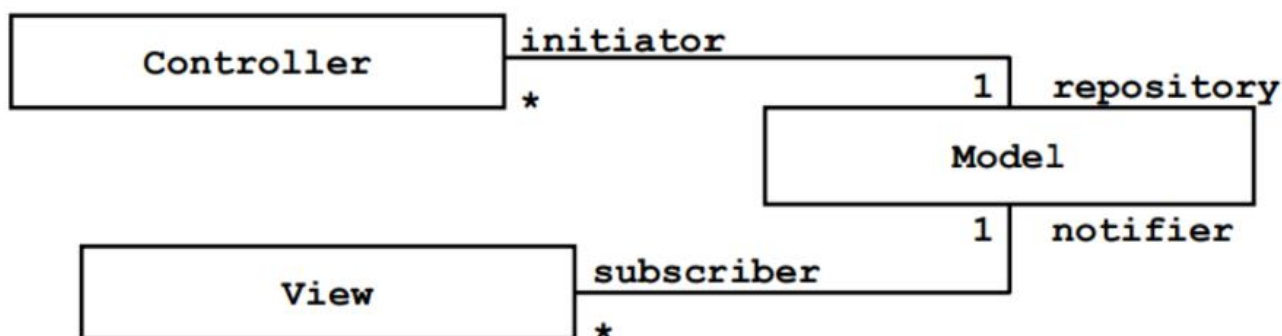 initiator
Controller
*
1 repository
Model
1 notifier
subscriber
View
*